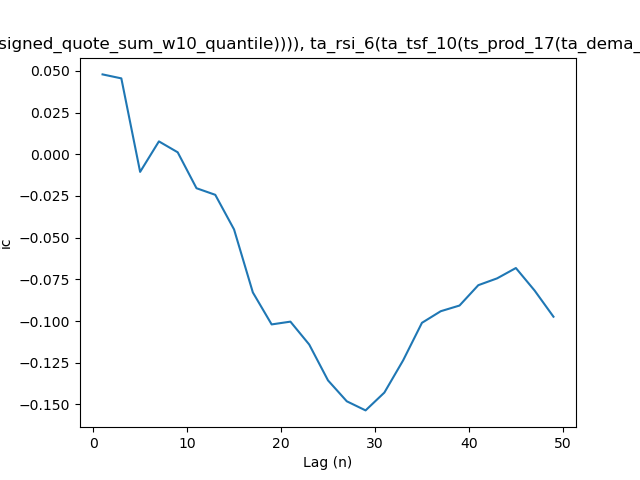 signed_quote_sum_w10_quantile)))), ta_rsi_6(ta_tsf_10(ts_prod_17(ta_dema_
0.050
0.025
0.000
−0.025
−0.050
−0.075
−0.100
−0.125
−0.150
IC
0 10 20 30 40 50
Lag (n)